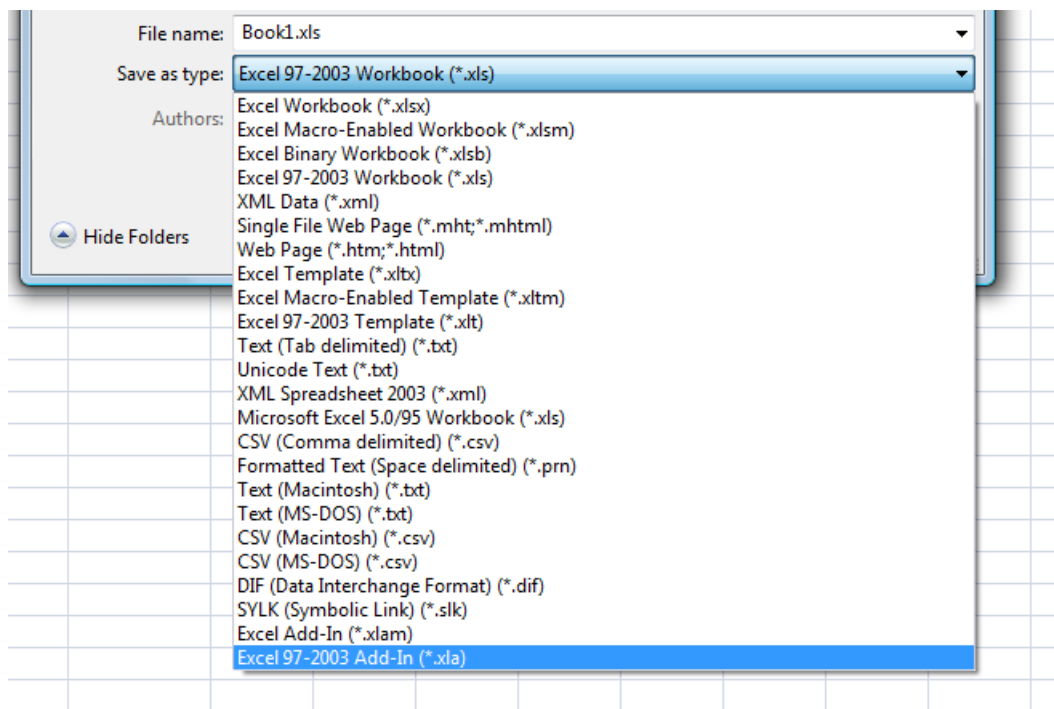 File name: Book1.xls
Save as type: Excel 97-2003 Workbook (*.xls)
Authors:
Excel Workbook (*.xlsx)
Excel Macro-Enabled Workbook (*.xlsm)
Excel Binary Workbook (*.xlsb)
Excel 97-2003 Workbook (*.xls)
XML Data (*.xml)
Single File Web Page (*.mht;*.mhtml)
Hide Folders
Web Page (*.htm;*.html)
Excel Template (*.xltx)
Excel Macro-Enabled Template (*.xltm)
Excel 97-2003 Template (*.xlt)
Text (Tab delimited) (*.txt)
Unicode Text (*.txt)
XML Spreadsheet 2003 (*.xml)
Microsoft Excel 5.0/95 Workbook (*.xls)
CSV (Comma delimited) (*.csv)
Formatted Text (Space delimited) (*.prn)
Text (Macintosh) (*.txt)
Text (MS-DOS) (*.txt)
CSV (Macintosh) (*.csv)
CSV (MS-DOS) (*.csv)
DIF (Data Interchange Format) (*.dif)
SYLK (Symbolic Link) (*.slk)
Excel Add-In (*.xlam)
Excel 97-2003 Add-In (*.xla)